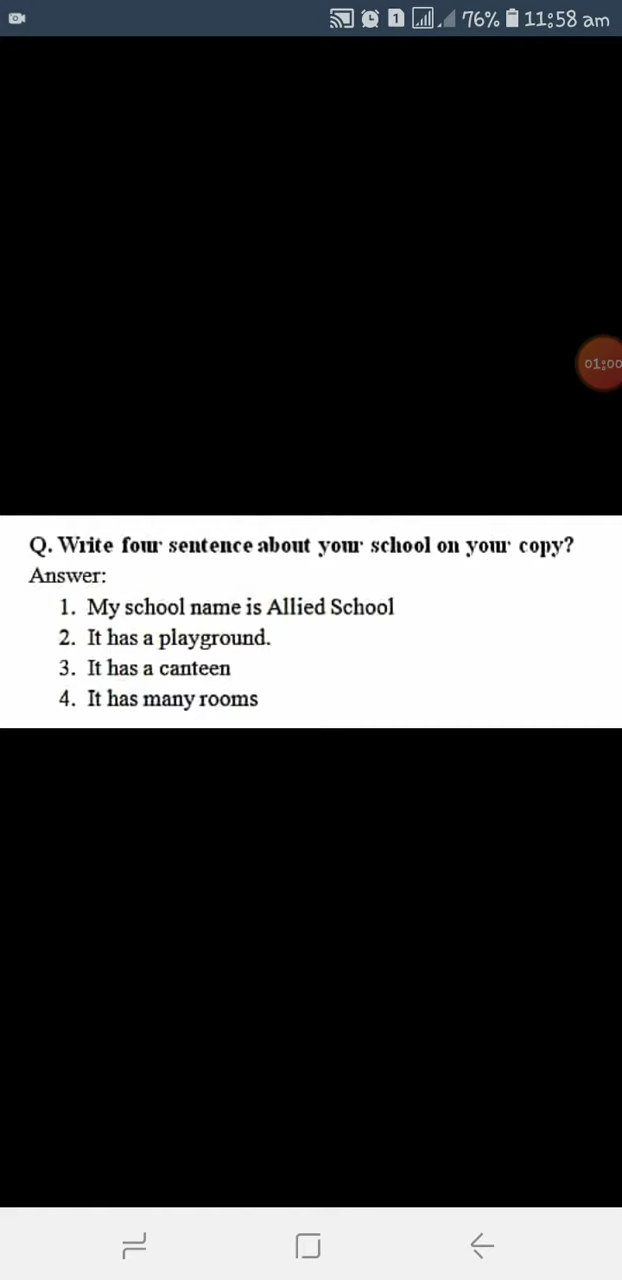 1 76% 11:58 am
01:00
Q. Write four sentence about your school on your copy?
Answer:
1. My school name is Allied School
2. It has a playground.
3. It has a canteen
4. It has many rooms